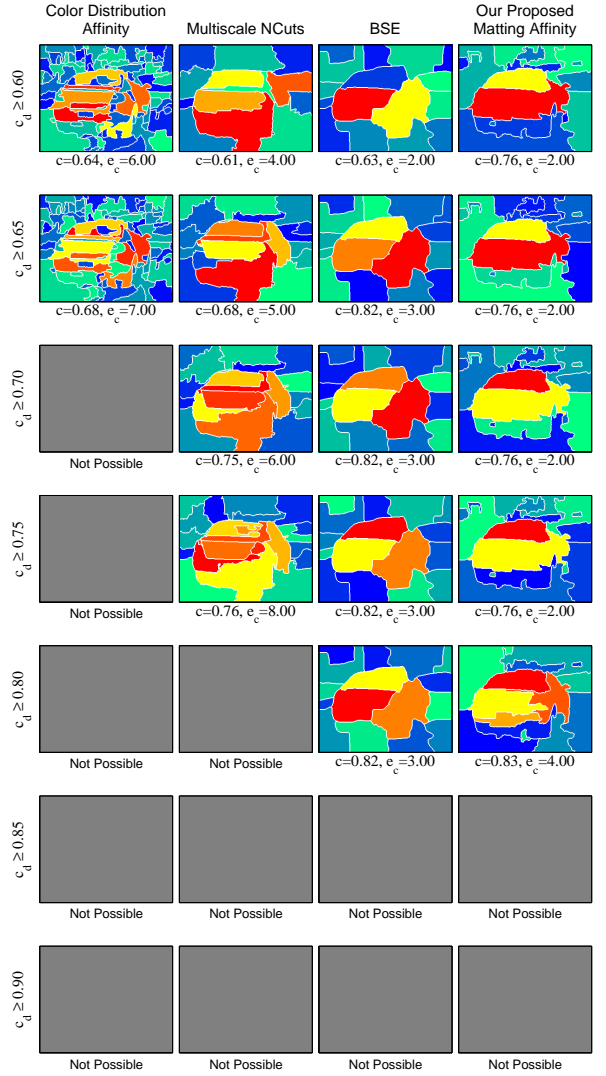 Color Distribution
Affinity
Multiscale NCuts
BSE
Our Proposed
Matting Affinity
c_d ≥0.60
c=0.64, e_c=6.00
c=0.61, e_c=4.00
c=0.63, e_c=2.00
c=0.76, e_c=2.00
c_d ≥0.65
c=0.68, e_c=7.00
c=0.68, e_c=5.00
c=0.82, e_c=3.00
c=0.76, e_c=2.00
c_d ≥0.70
Not Possible
c=0.75, e_c=6.00
c=0.82, e_c=3.00
c=0.76, e_c=2.00
c_d ≥0.75
Not Possible
c=0.76, e_c=8.00
c=0.82, e_c=3.00
c=0.76, e_c=2.00
c_d ≥0.80
Not Possible
Not Possible
c=0.82, e_c=3.00
c=0.83, e_c=4.00
c_d ≥0.85
Not Possible
Not Possible
Not Possible
Not Possible
c_d ≥0.90
Not Possible
Not Possible
Not Possible
Not Possible